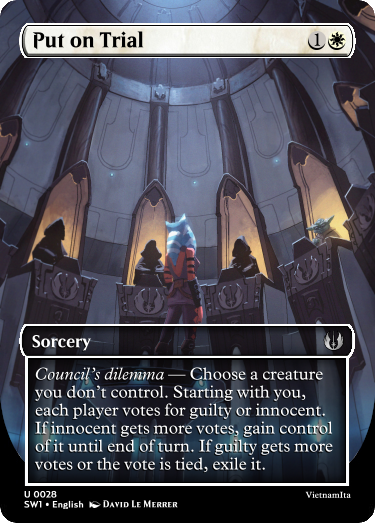 Put on Trial 1
Sorcery
Council's dilemma — Choose a creature
you don't control. Starting with you,
each player votes for guilty or innocent.
If innocent gets more votes, gain control
of it until end of turn. If guilty gets more
votes or the vote is tied, exile it.
U 0028
SW1 • English DAVID LE MERRER
VietnamIta